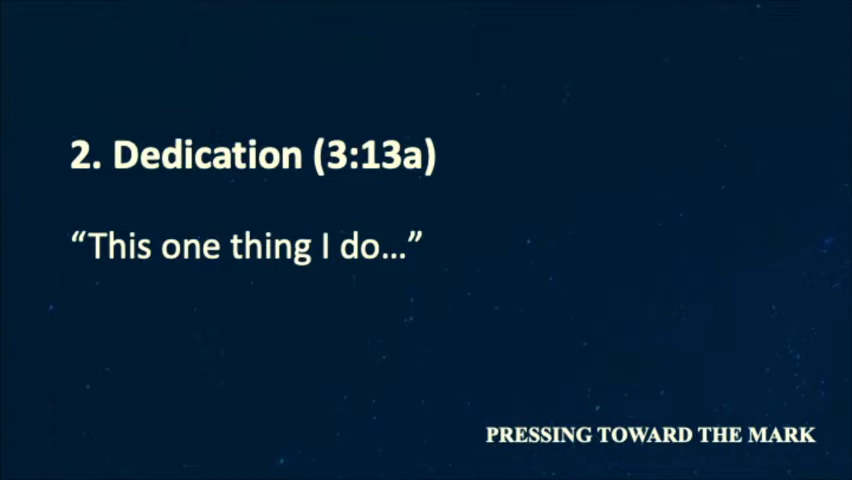 2. Dedication (3:13a)
“This one thing I do…”
PRESSING TOWARD THE MARK